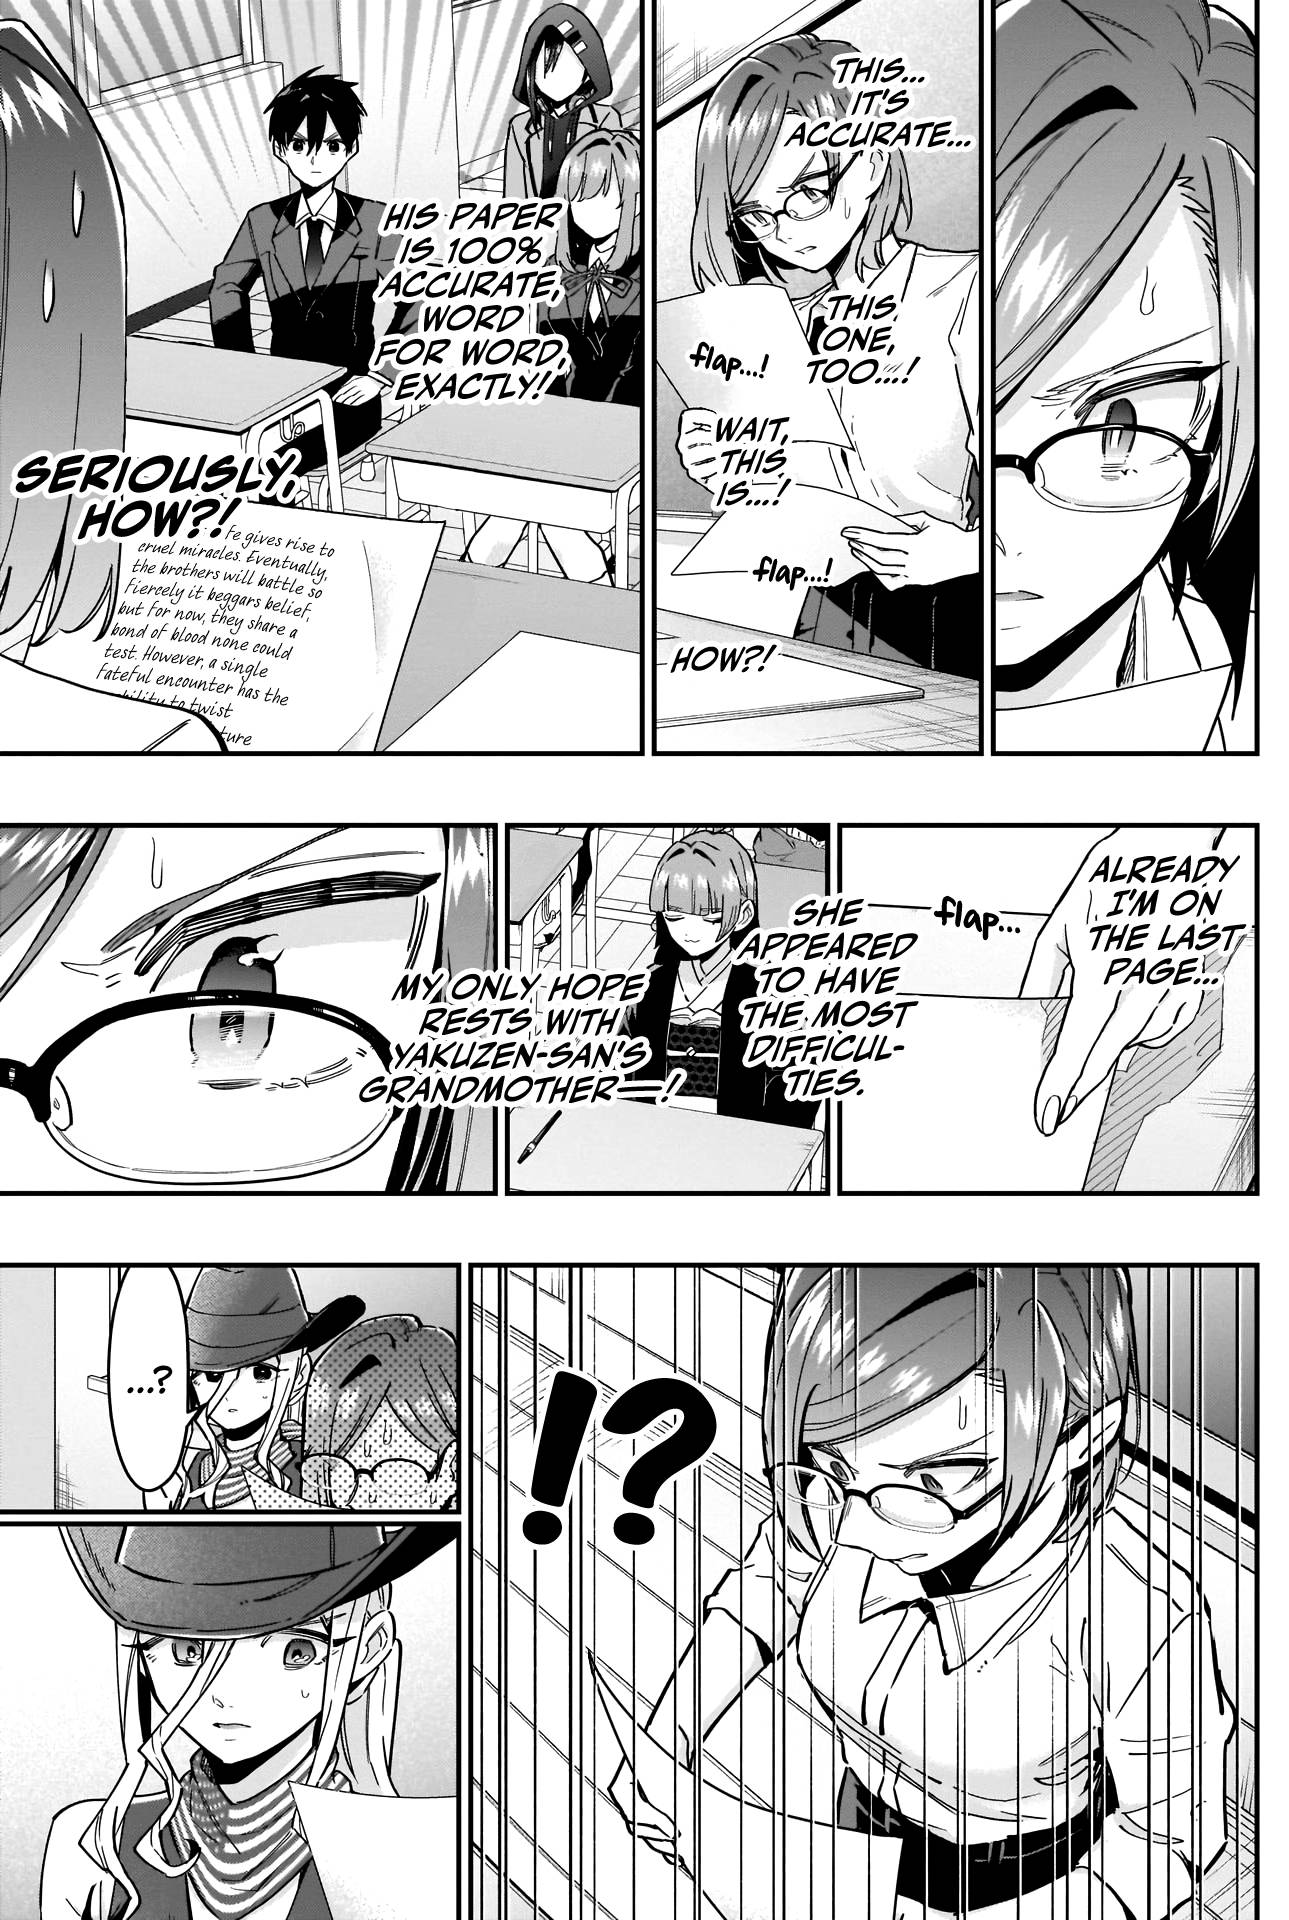 THIS...
IT'S
ACCURATE...
flap...!
THIS
ONE,
TOO...!
WAIT,
THIS
IS...!
flap...!
HOW?!
HIS PAPER
IS 100%
ACCURATE,
WORD
FOR WORD,
EXACTLY!
SERIOUSLY,
HOW?!
fe gives rise to
cruel miracles. Eventually,
the brothers will battle so
fiercely it beggars belief,
but for now, they share a
bond of blood none could
test. However, a single
fateful encounter has the
to twist
ALREADY
I'M ON
THE LAST
PAGE...
flap...
SHE
APPEARED
TO HAVE
THE MOST
DIFFICUL-
TIES.
MY ONLY HOPE
RESTS WITH
YAKUZEN-SAN'S
GRANDMOTHER—!
!?
...?